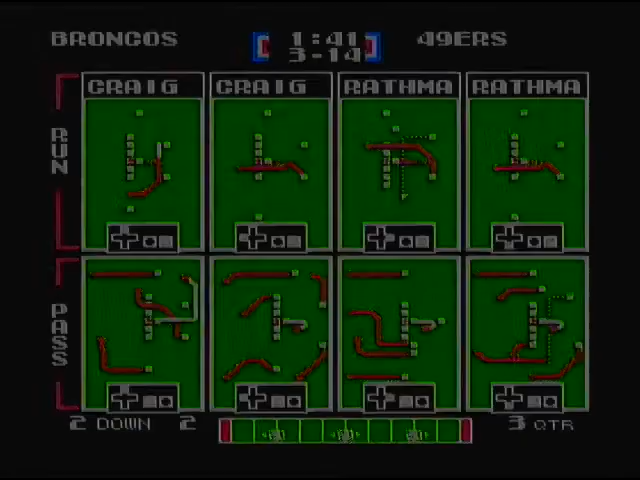 BRONCOS 1:41 49ERS
3-14
CRAIG CRAIG RATHMA RATHMA
RUN
PASS
2 DOWN 2 3 QTR